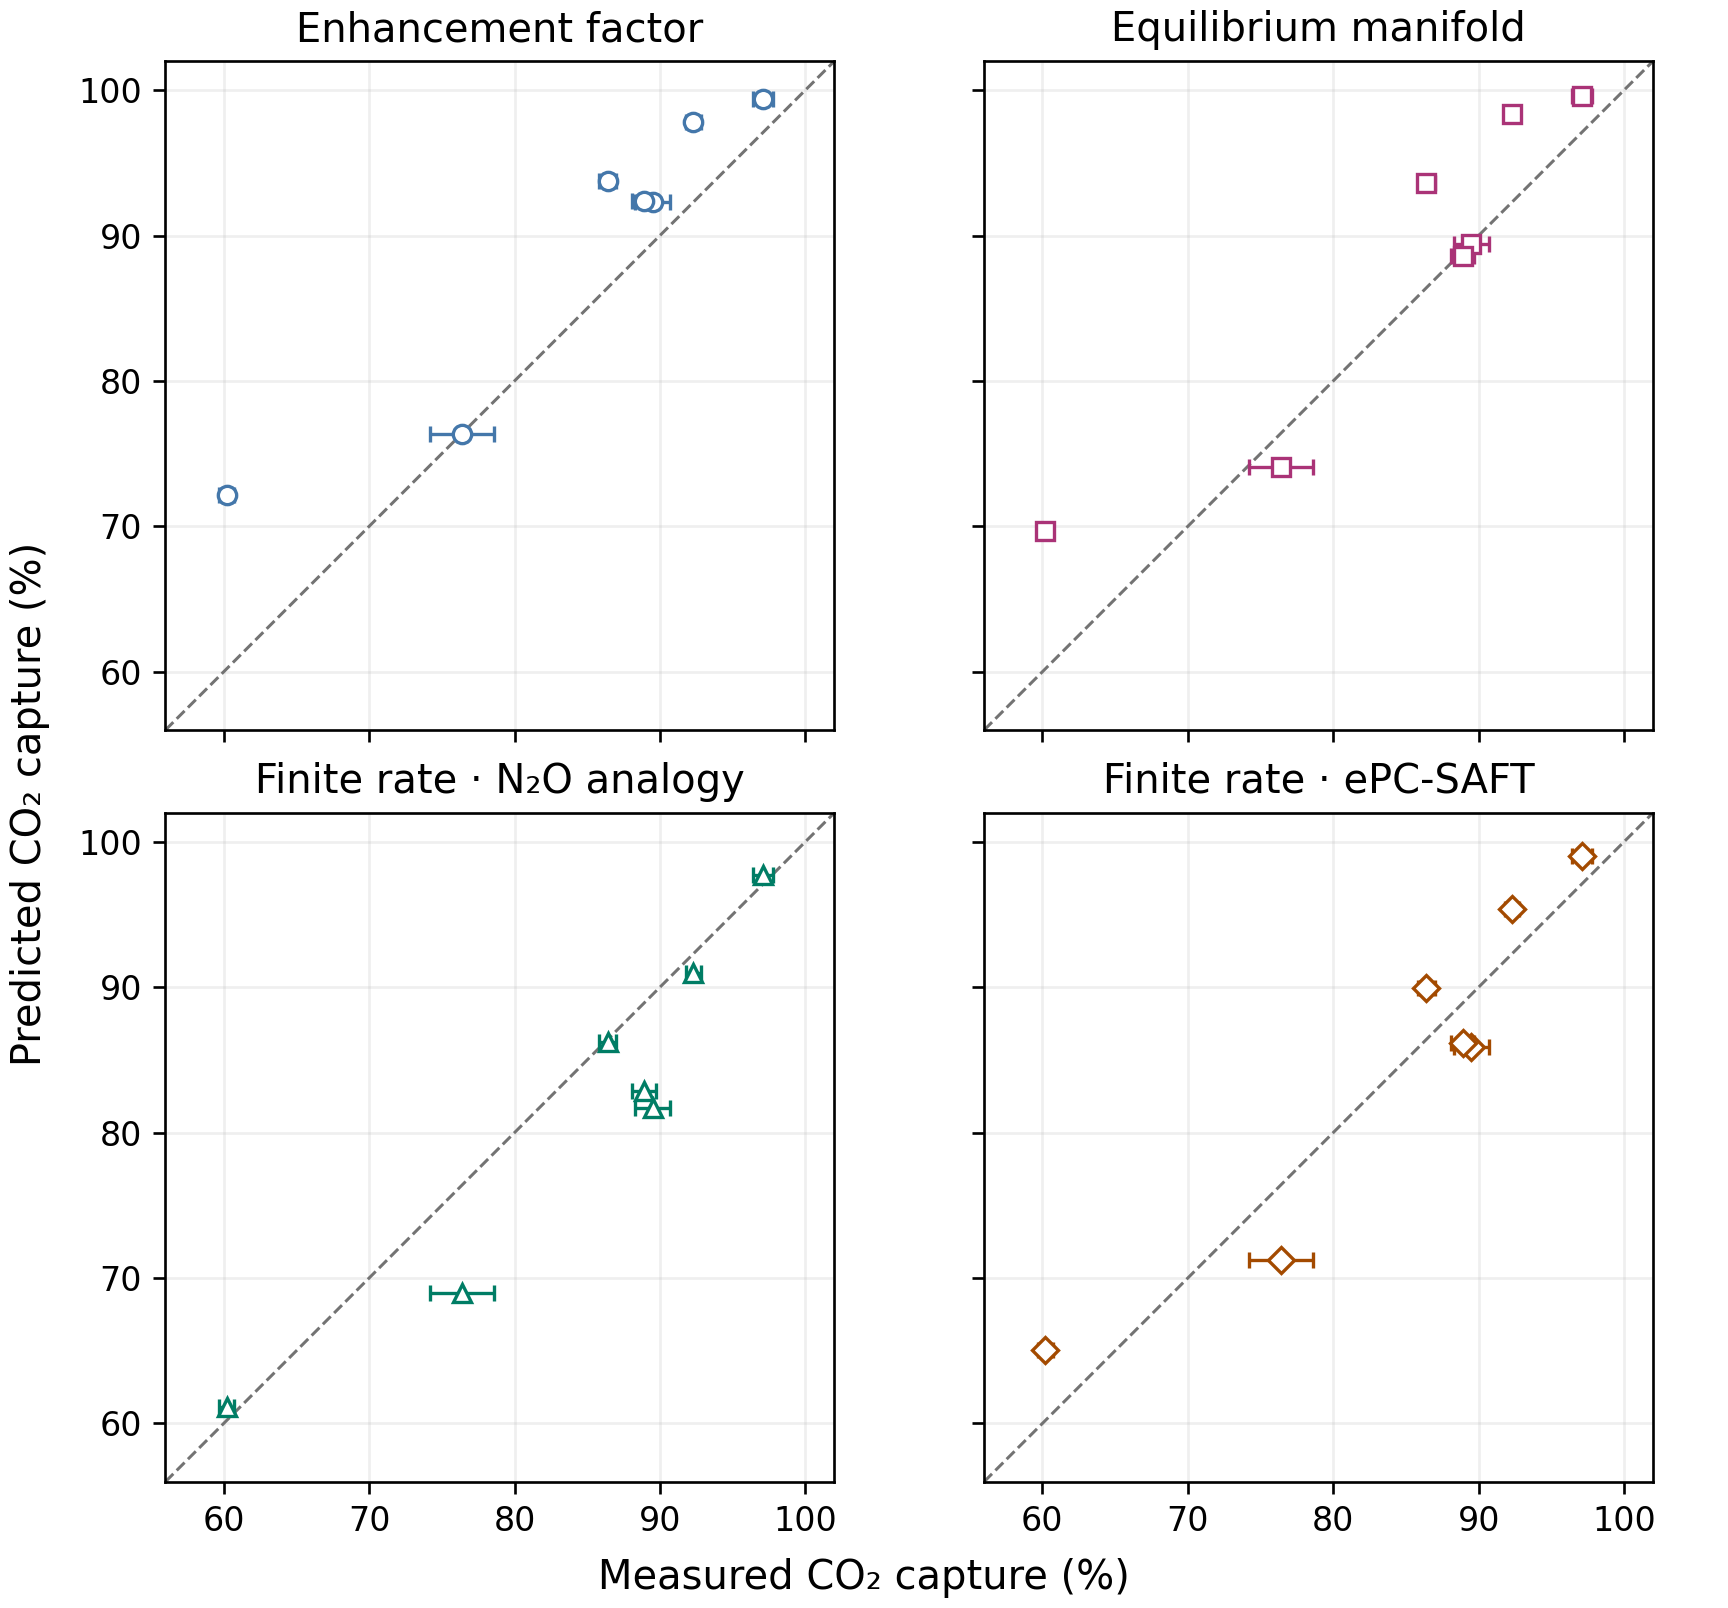 Enhancement factor
Equilibrium manifold
100
90
80
70
60
Finite rate · N₂O analogy
Finite rate · ePC-SAFT
100
90
80
70
60
60 70 80 90 100
60 70 80 90 100
Predicted CO₂ capture (%)
Measured CO₂ capture (%)